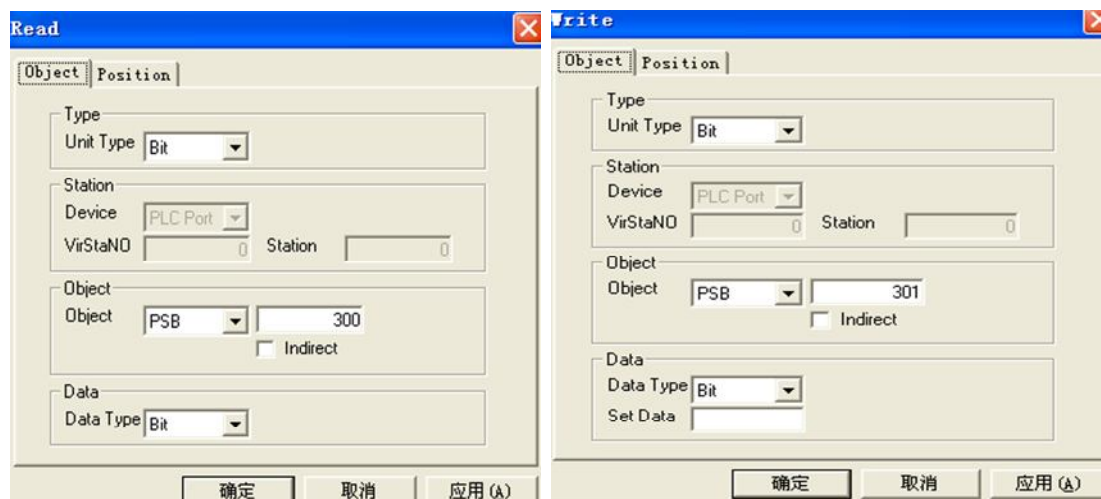 Read
Object Position
Type
Unit Type Bit
Station
Device PLC Port
VirStaNO 0 Station 0
Object
Object PSB 300
Indirect
Data
Data Type Bit
确定 取消 应用(A)
Write
Object Position
Type
Unit Type Bit
Station
Device PLC Port
VirStaNO 0 Station 0
Object
Object PSB 301
Indirect
Data
Data Type Bit
Set Data
确定 取消 应用(A)